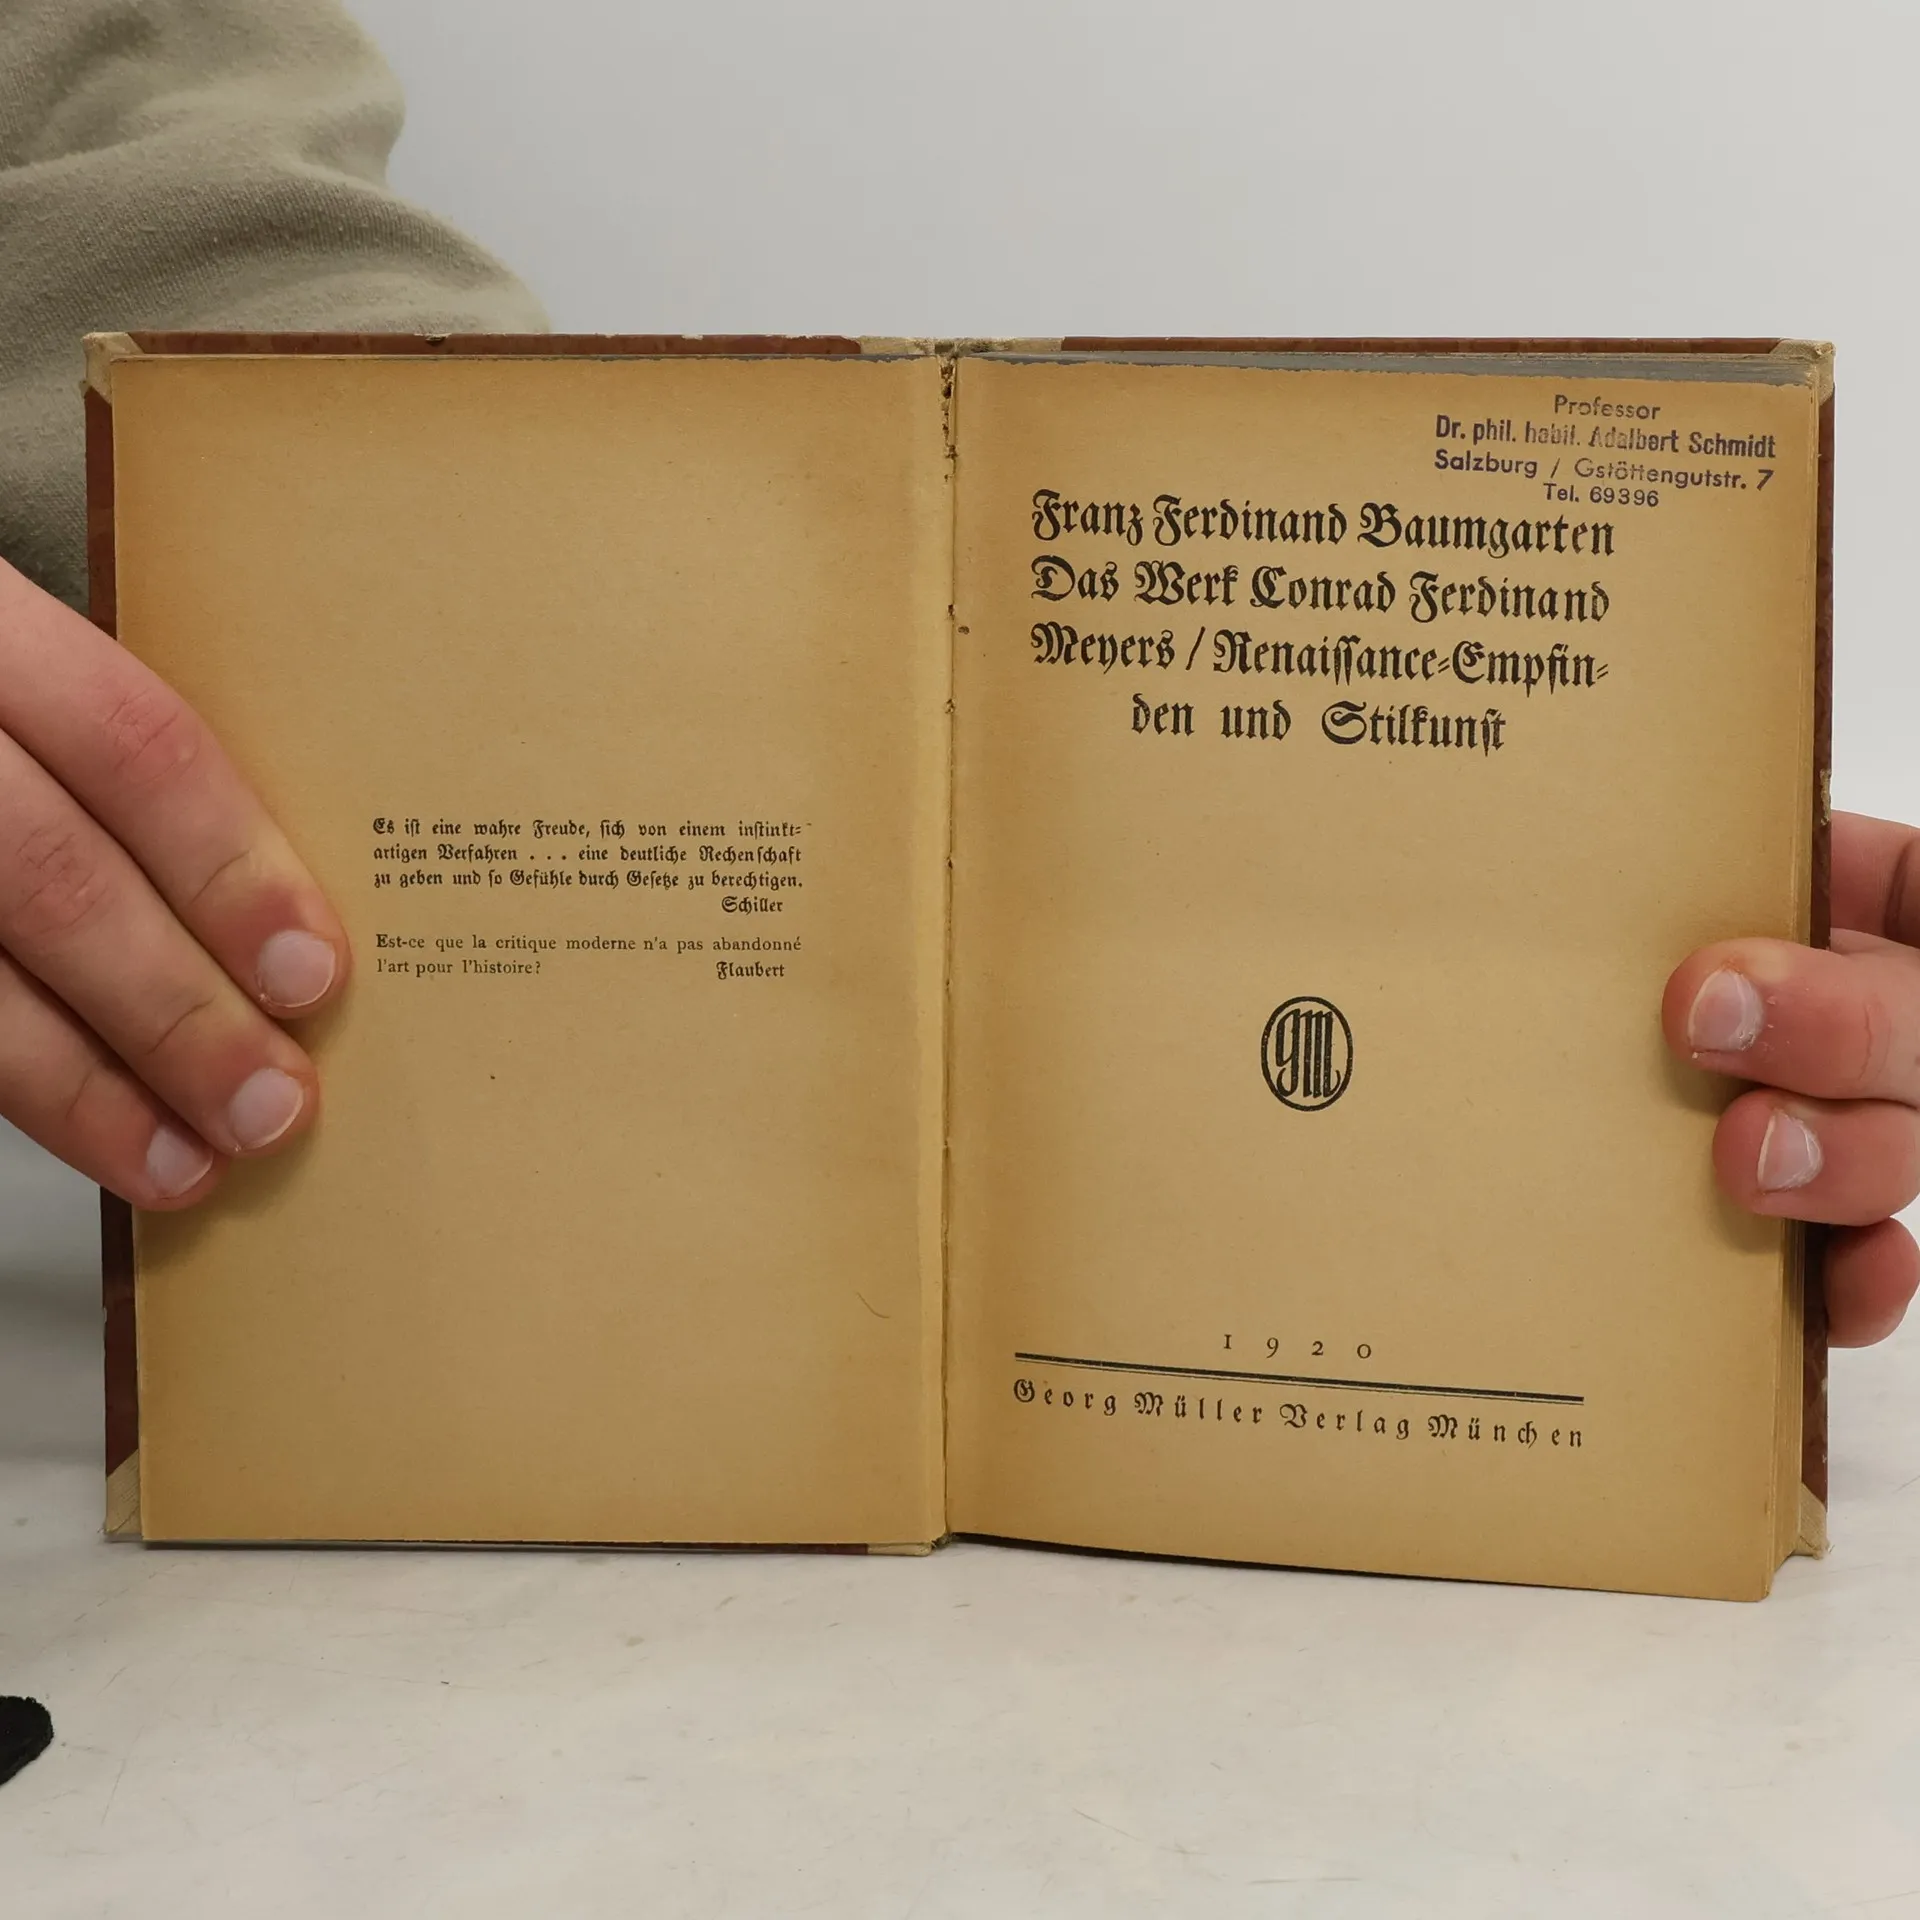 Es ist eine wahre Freude, sich von einem instinkt-
artigen Verfahren . . . eine deutliche Rechenschaft
zu geben und so Gefühle durch Gesetze zu berechtigen.
Schiller
Est-ce que la critique moderne n'a pas abandonné
l'art pour l'histoire? Flaubert
Professor
Dr. phil. habil. Adalbert Schmidt
Salzburg / Gstöttengutstr. 7
Tel. 69396
Franz Ferdinand Baumgarten
Das Werk Conrad Ferdinand
Meyers / Renaissance-Empfin-
den und Stilkunst
GM
1920
Georg Müller Verlag München